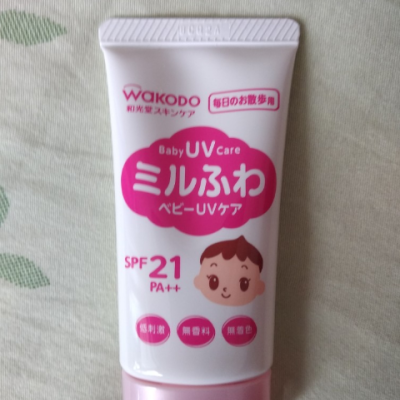 wakodo
和光堂スキンケア
毎日のお散歩用
Baby UV Care
ミルふわ
ベビーUVケア
SPF 21
PA++
低刺激
無香料
無着色